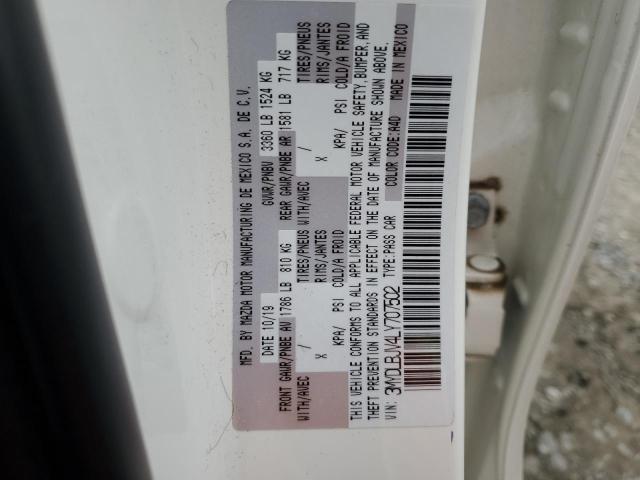 MFD. BY MAZDA MOTOR MANUFACTURING DE MEXICO S.A. DE C.V.
DATE 10/19 GVWR/PNBV 3360 LB 1524 KG
FRONT GAWR/PNBE AV 1786 LB 810 KG REAR GAWR/PNBE AR 1581 LB 717 KG
WITH/AVEC / TIRES/PNEUS WITH/AVEC / TIRES/PNEUS
X RIMS/JANTES X RIMS/JANTES
KPA/ PSI COLD/A FROID KPA/ PSI COLD/A FROID
THIS VEHICLE CONFORMS TO ALL APPLICABLE FEDERAL MOTOR VEHICLE SAFETY, BUMPER, AND
THEFT PREVENTION STANDARDS IN EFFECT ON THE DATE OF MANUFACTURE SHOWN ABOVE.
VIN: 3MYDLBJV4LY707502 TYPE:PASS CAR COLOR CODE:A4D MADE IN MEXICO